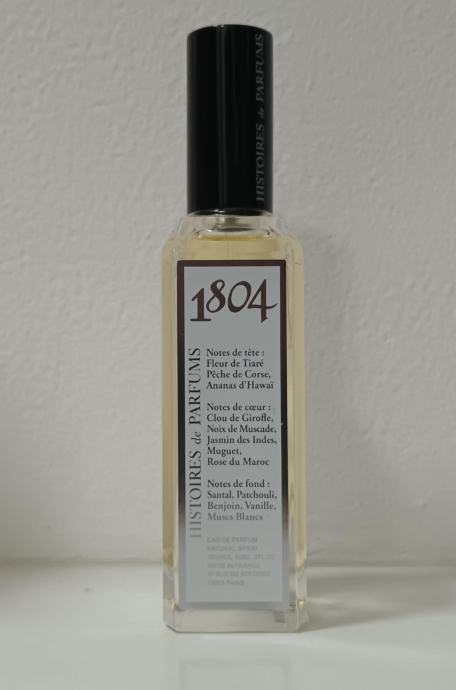 HISTOIRES de PARFUMS
1804
HISTOIRES de PARFUMS
Notes de tète :
Fleur de Tiaré
Pêche de Corse,
Ananas d'Hawaï
Notes de cœur :
Clou de Girofle,
Noix de Muscade,
Jasmin des Indes,
Muguet,
Rose du Maroc
Notes de fond :
Santal, Patchouli,
Benjoin, Vanille,
Muscs Blancs
EAU DE PARFUM
NATURAL SPRAY
MADE IN FRANCE
PARIS